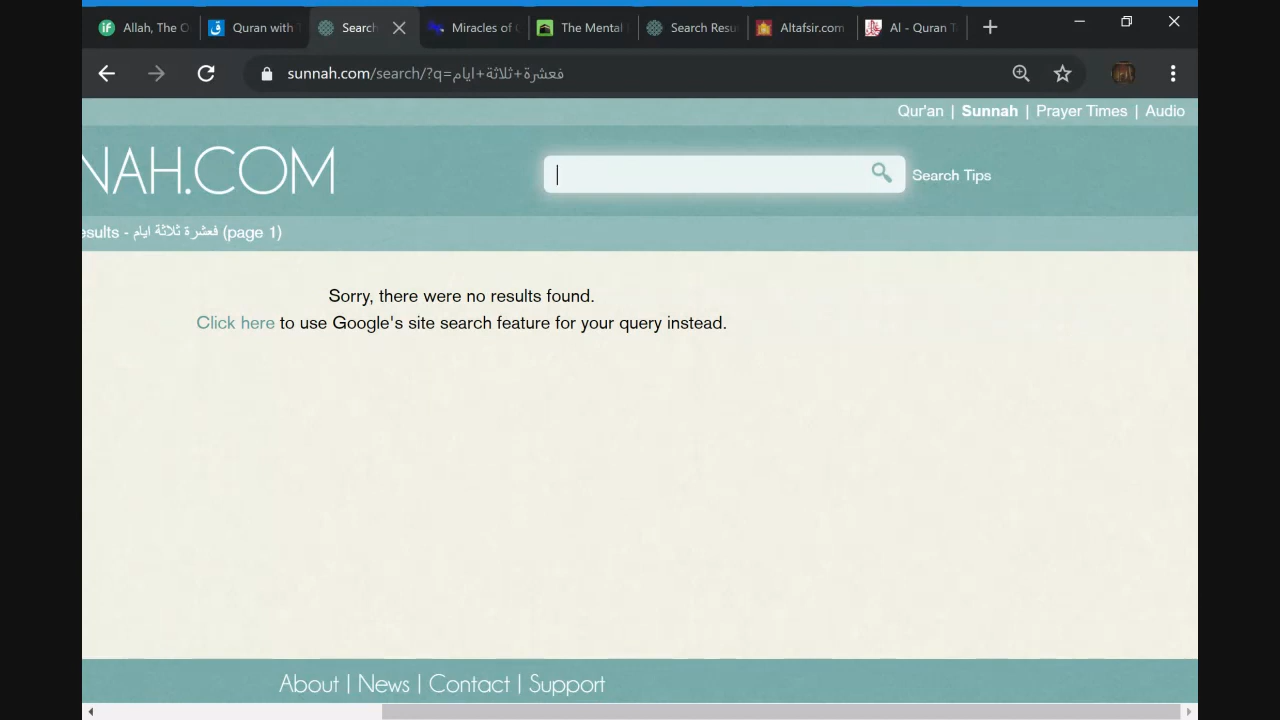 Allah, The O
Quran with T
Search
Miracles of
The Mental
Search Resu
Altafsir.com
Al - Quran T
sunnah.com/search/?q=فعشرة+ثلاثة+ايام
Qur'an | Sunnah | Prayer Times | Audio
NAH.COM
Search Tips
esults - فعشرة ثلاثة ايام (page 1)
Sorry, there were no results found.
Click here to use Google's site search feature for your query instead.
About | News | Contact | Support